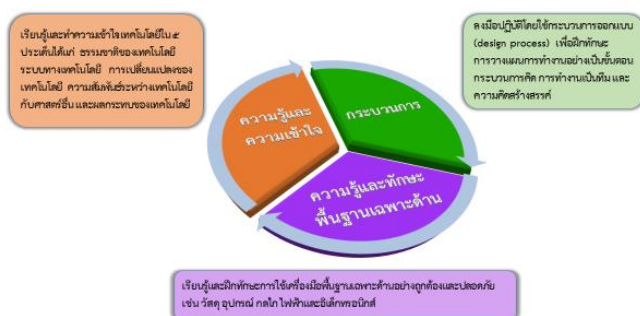 เรียนรู้และทำความเข้าใจเทคโนโลยีใน ๕
ประเด็นได้แก่ ธรรมชาติของเทคโนโลยี
ระบบทางเทคโนโลยี การเปลี่ยนแปลงของ
เทคโนโลยี ความสัมพันธ์ระหว่างเทคโนโลยี
กับศาสตร์อื่น และผลกระทบของเทคโนโลยี
ลงมือปฏิบัติโดยใช้กระบวนการออกแบบ
(design process) เพื่อฝึกทักษะ
การวางแผนการทำงานอย่างเป็นขั้นตอน
กระบวนการคิด การทำงานเป็นทีม และ
ความคิดสร้างสรรค์
ความรู้และ
ความเข้าใจ
กระบวนการ
ความรู้และทักษะ
พื้นฐานเฉพาะด้าน
เรียนรู้และฝึกทักษะการใช้เครื่องมือพื้นฐานเฉพาะด้านอย่างถูกต้องและปลอดภัย
เช่น วัสดุ อุปกรณ์ กลไก ไฟฟ้าและอิเล็กทรอนิกส์